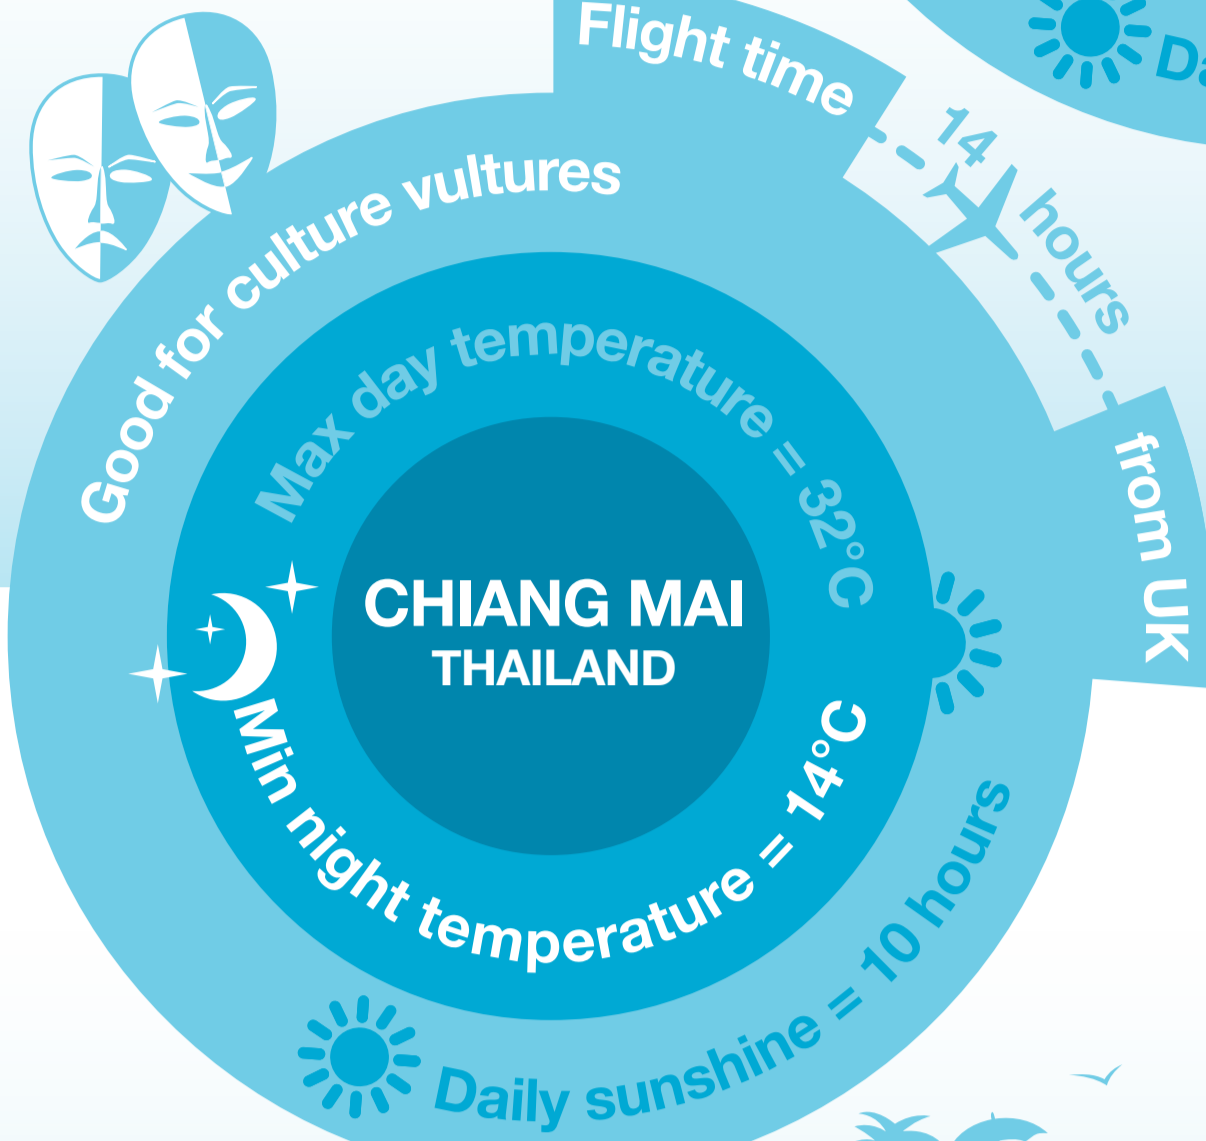 Flight time
14 hours
from UK
Good for culture vultures
Max day temperature = 32°C
CHIANG MAI
THAILAND
Min night temperature = 14°C
Daily sunshine = 10 hours